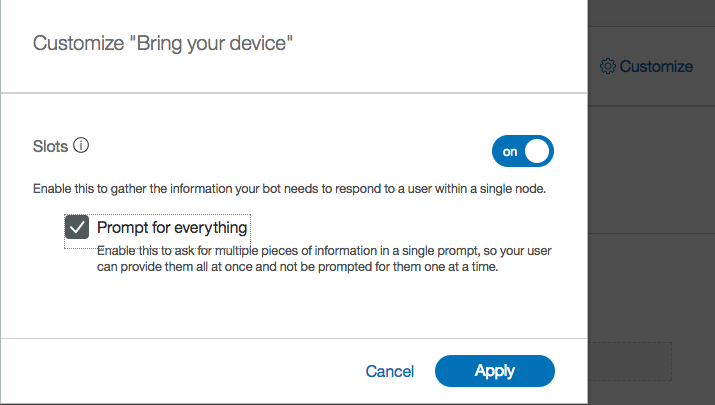 Customize "Bring your device"
Customize
Slots
on
Enable this to gather the information your bot needs to respond to a user within a single node.
Prompt for everything
Enable this to ask for multiple pieces of information in a single prompt, so your user
can provide them all at once and not be prompted for them one at a time.
Cancel
Apply